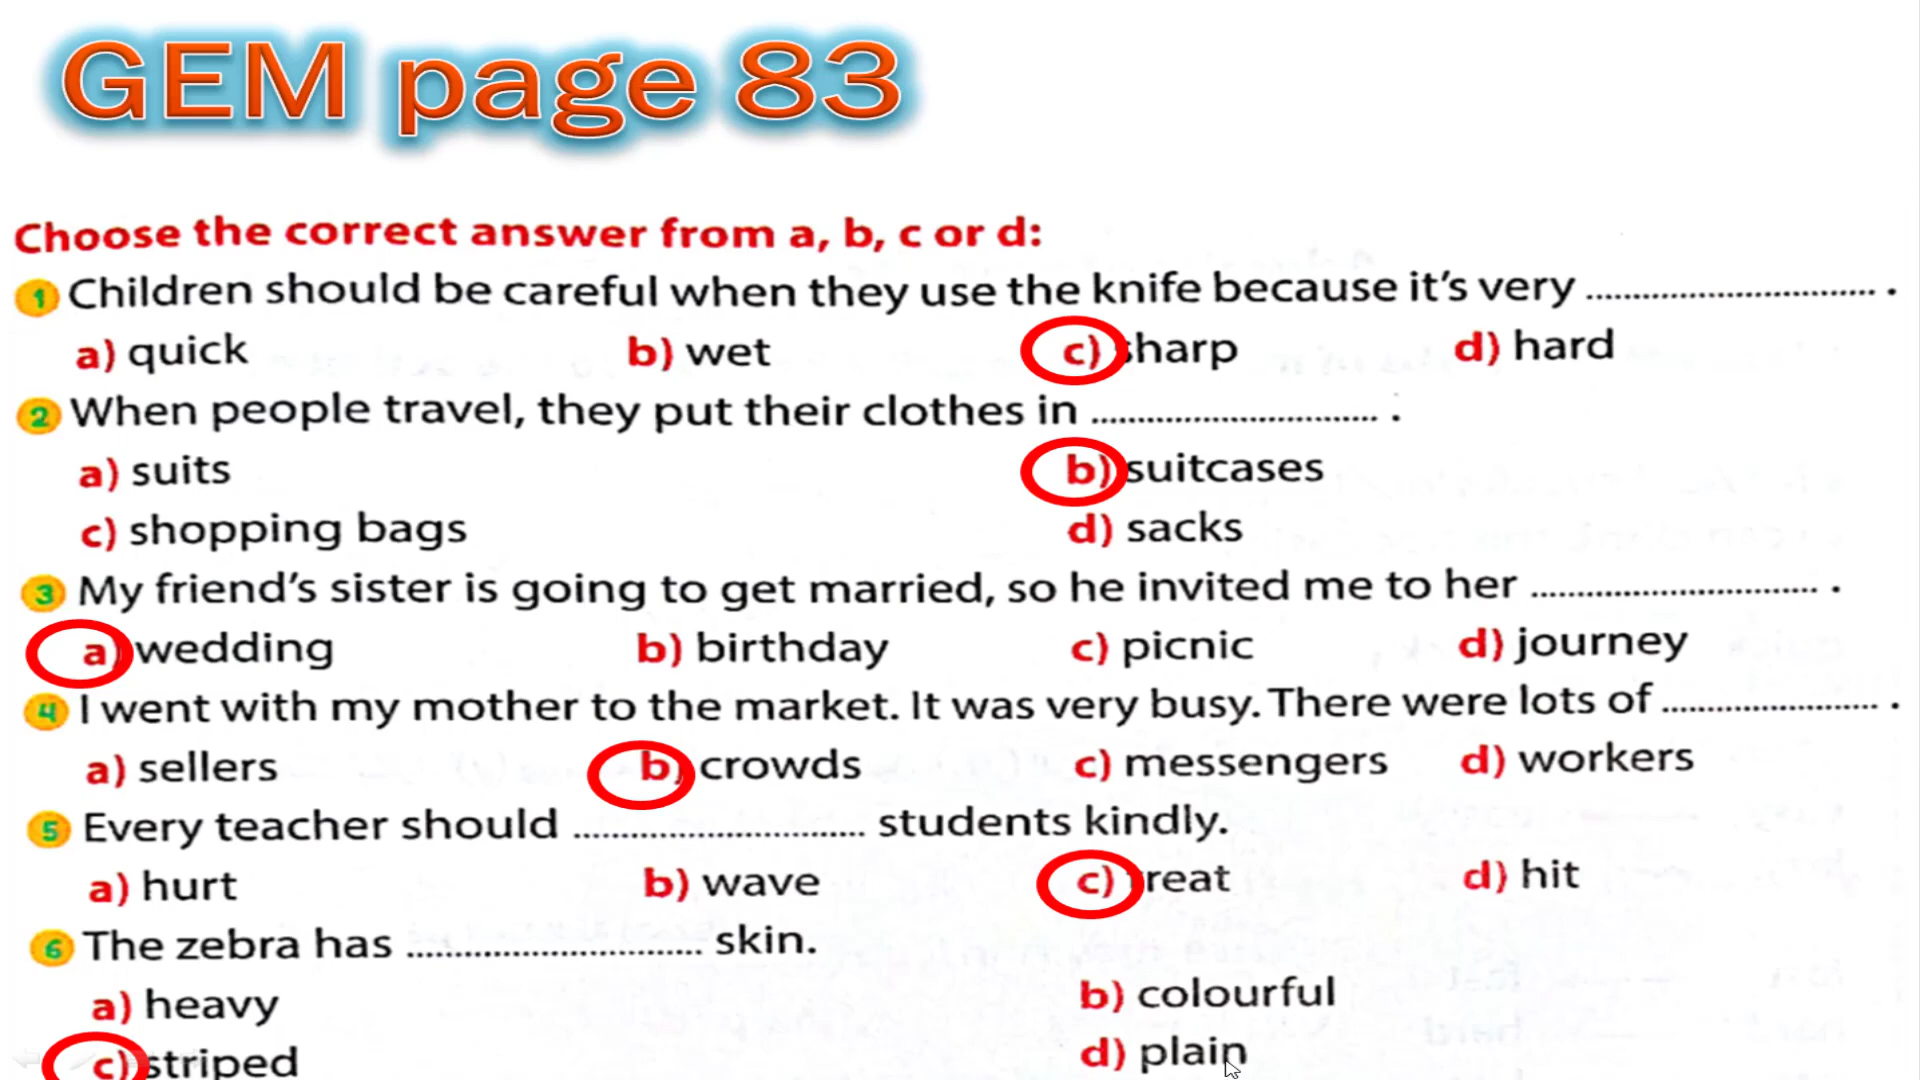 GEM page 83
Choose the correct answer from a, b, c or d:
1 Children should be careful when they use the knife because it's very .............................. .
a) quick b) wet c) sharp d) hard
2 When people travel, they put their clothes in .............................. .
a) suits b) suitcases
c) shopping bags d) sacks
3 My friend's sister is going to get married, so he invited me to her .............................. .
a) wedding b) birthday c) picnic d) journey
4 I went with my mother to the market. It was very busy. There were lots of ....................... .
a) sellers b) crowds c) messengers d) workers
5 Every teacher should .............................. students kindly.
a) hurt b) wave c) treat d) hit
6 The zebra has .............................. skin.
a) heavy b) colourful
c) striped d) plain